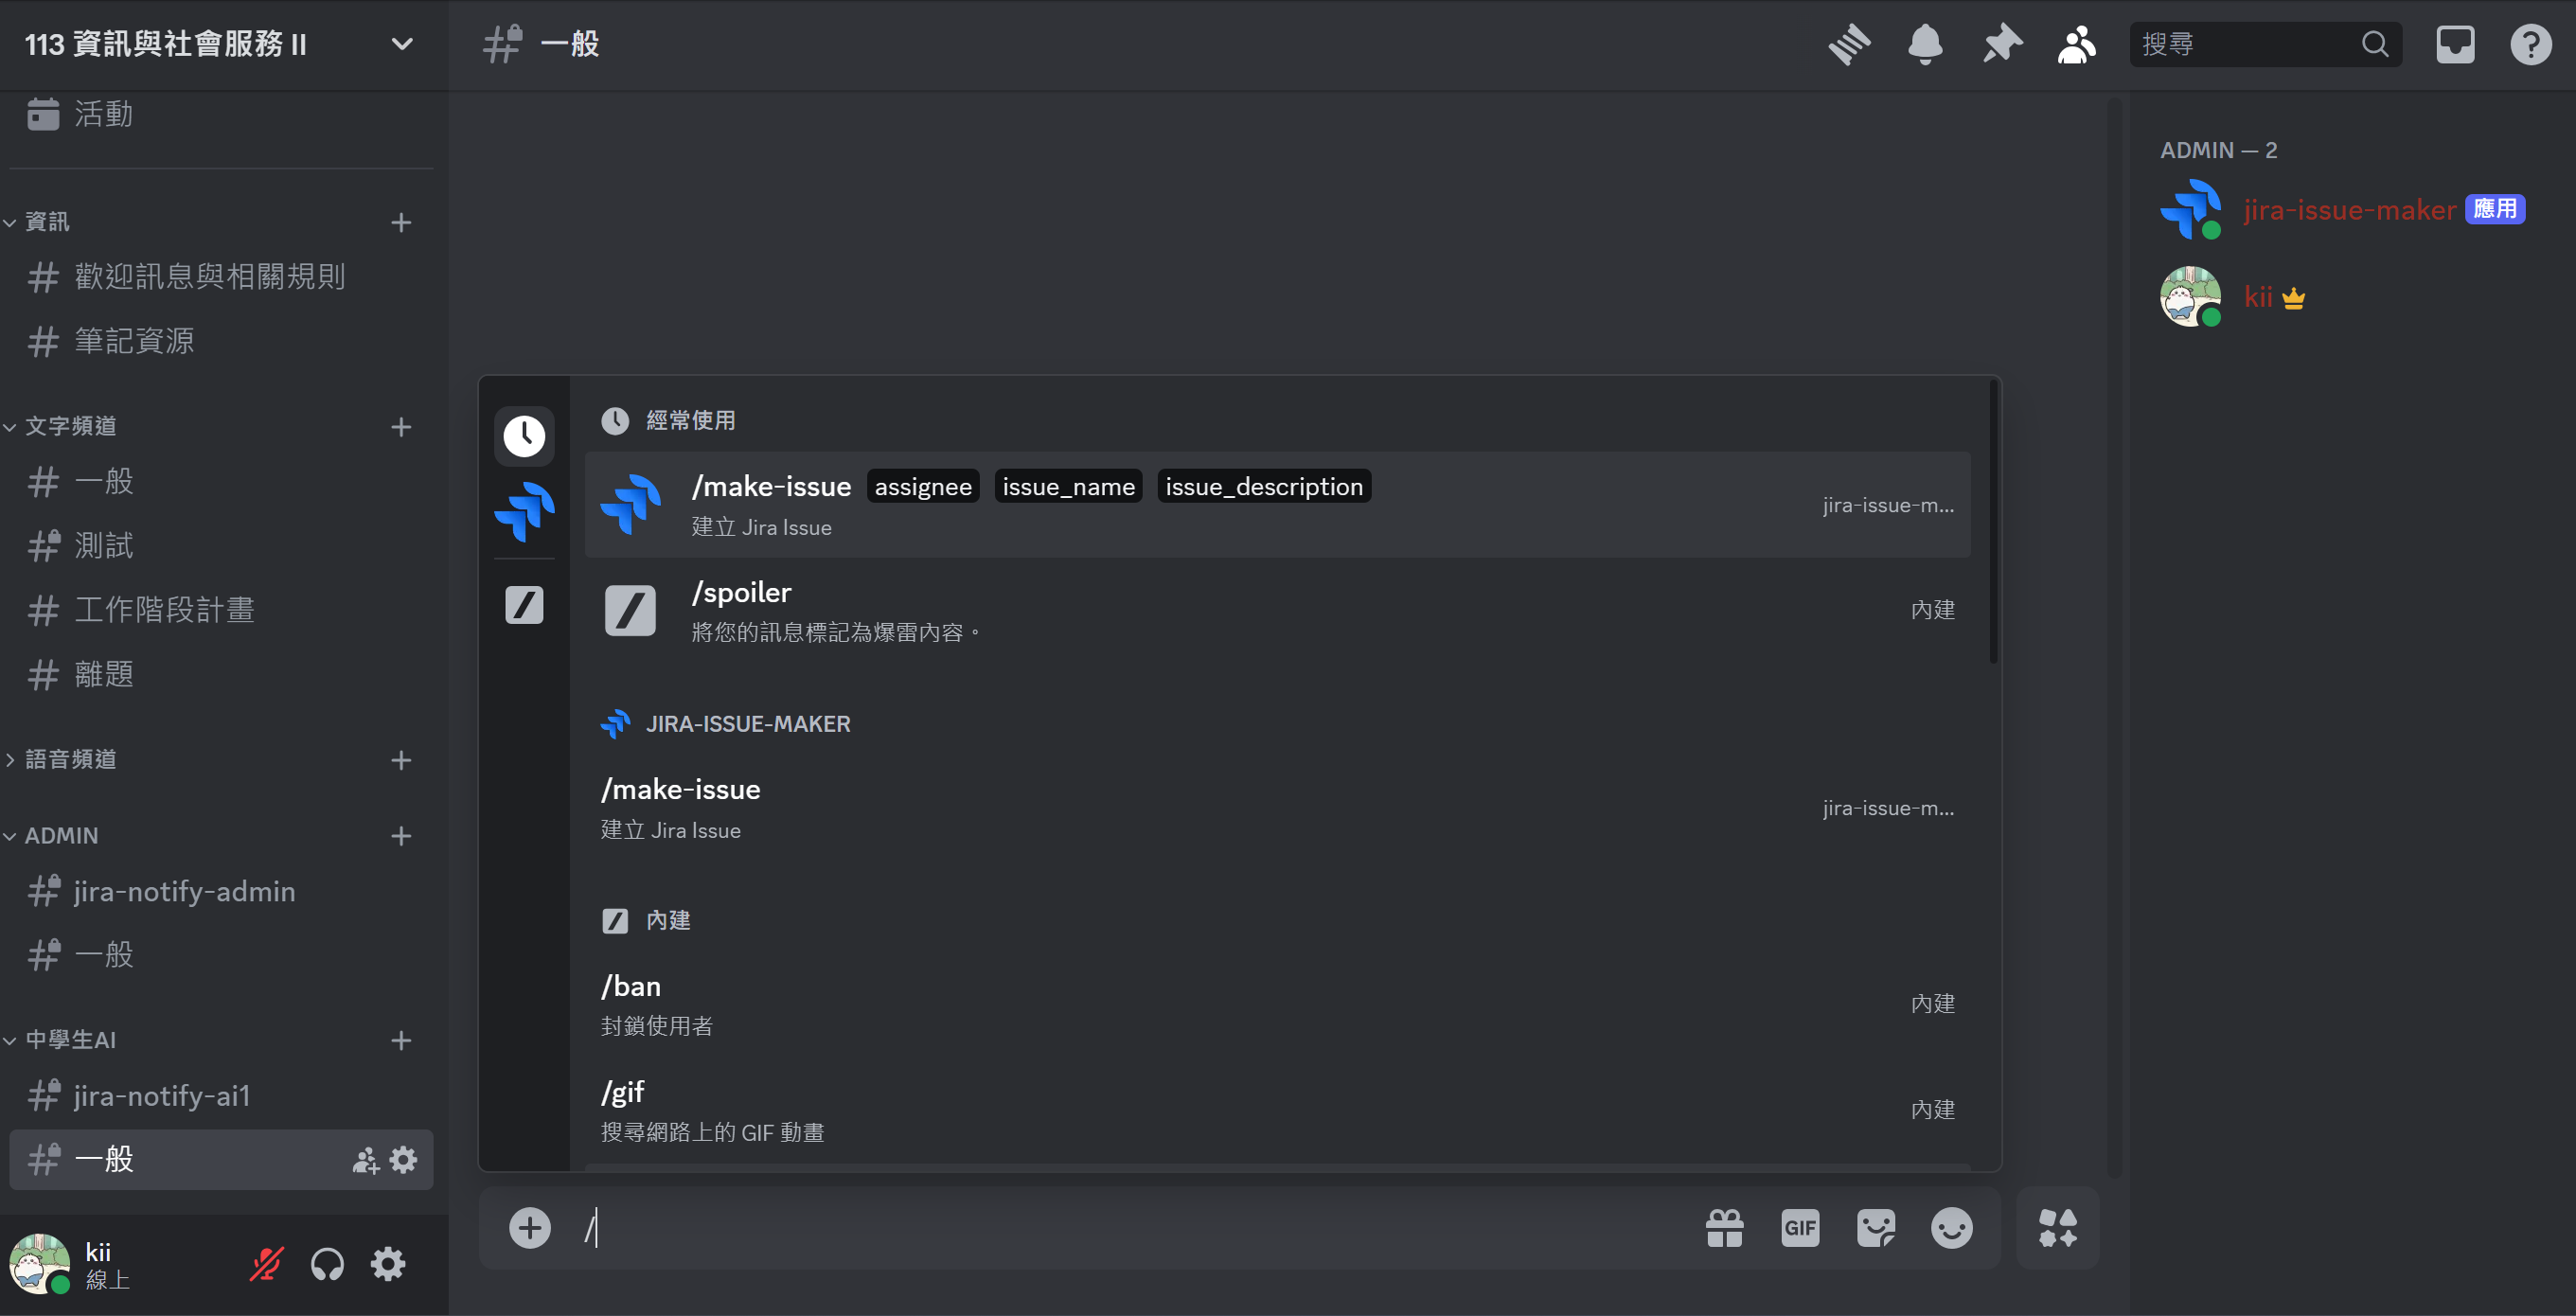 113 資訊與社會服務 II
活動
資訊
歡迎訊息與相關規則
筆記資源
文字頻道
一般
測試
工作階段計畫
離題
語音頻道
ADMIN
jira-notify-admin
一般
中學生AI
jira-notify-ai1
一般
kii
線上
一般
搜尋
經常使用
/make-issue assignee issue_name issue_description
建立 Jira Issue
jira-issue-m...
/spoiler
將您的訊息標記為爆雷內容。
內建
JIRA-ISSUE-MAKER
/make-issue
建立 Jira Issue
jira-issue-m...
內建
/ban
封鎖使用者
內建
/gif
搜尋網路上的 GIF 動畫
內建
/
GIF
ADMIN — 2
jira-issue-maker 應用
kii